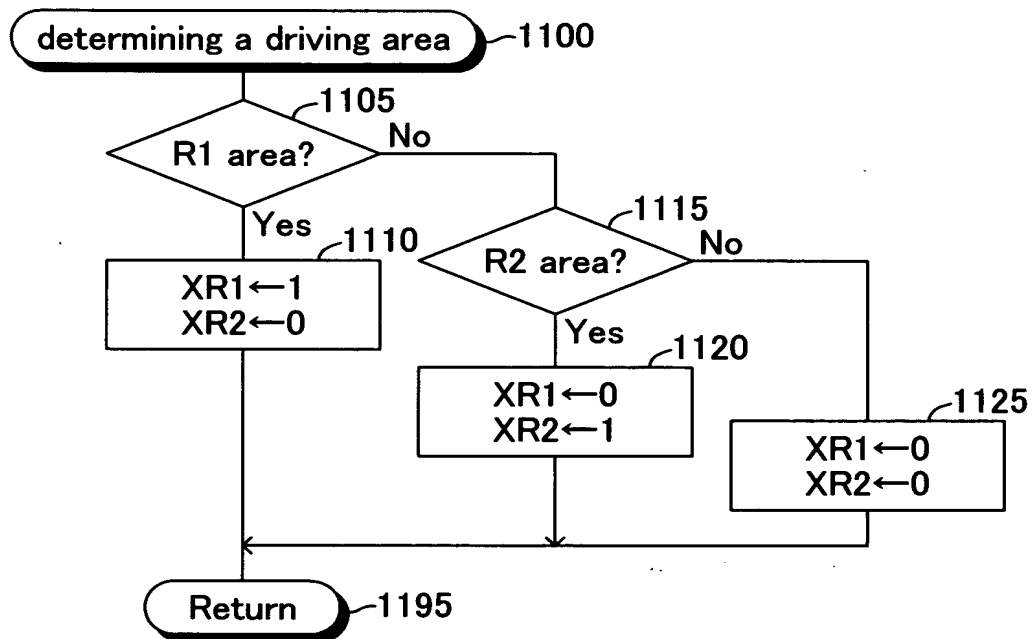 determining a driving area
1100
1105
R1 area?
No
Yes
1110
XR1←1
XR2←0
1115
R2 area?
No
Yes
1120
XR1←0
XR2←1
1125
XR1←0
XR2←0
Return
1195